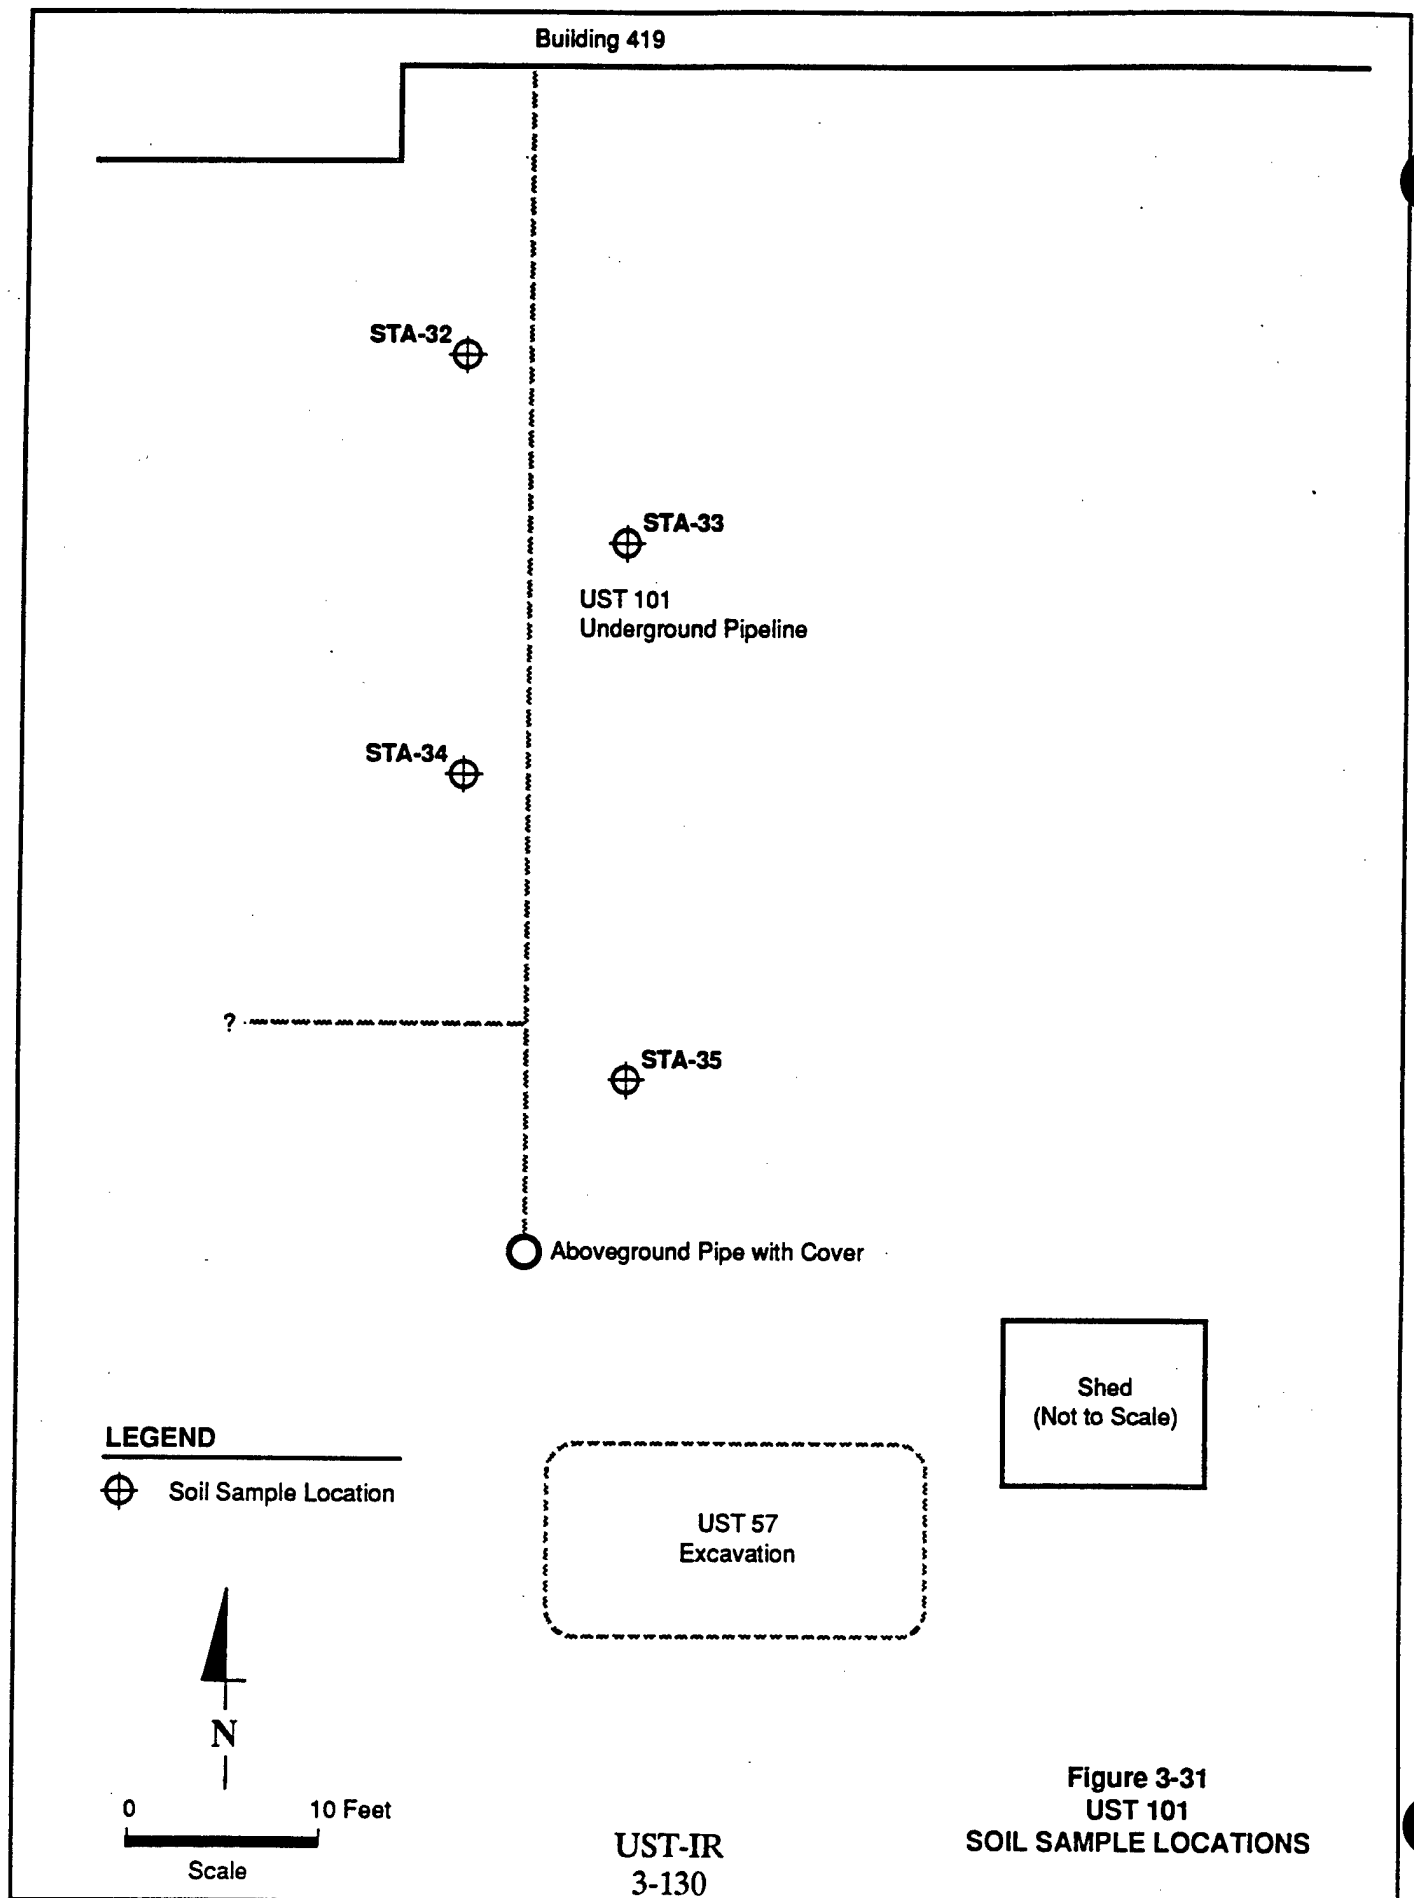 Building 419
STA-32
STA-33
UST 101
Underground Pipeline
STA-34
?
STA-35
Aboveground Pipe with Cover
Shed
(Not to Scale)
LEGEND
Soil Sample Location
UST 57
Excavation
N
0 10 Feet
Scale
Figure 3-31
UST 101
SOIL SAMPLE LOCATIONS
UST-IR
3-130